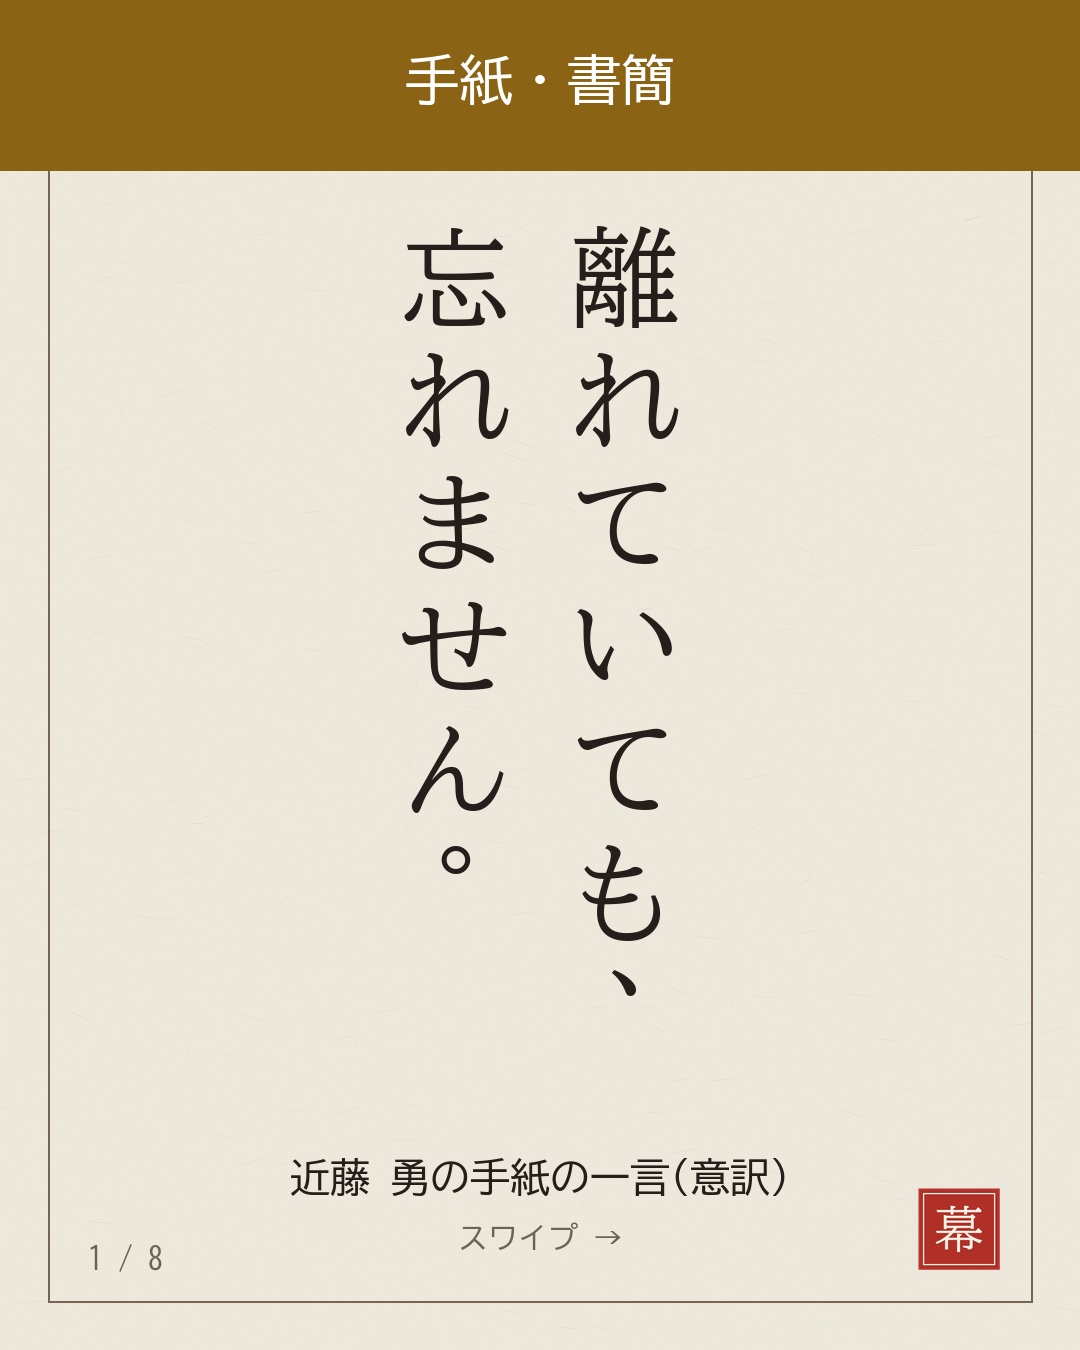 手紙・書簡
離れていても、
忘れません。
近藤 勇の手紙の一言(意訳)
スワイプ →
1 / 8
幕